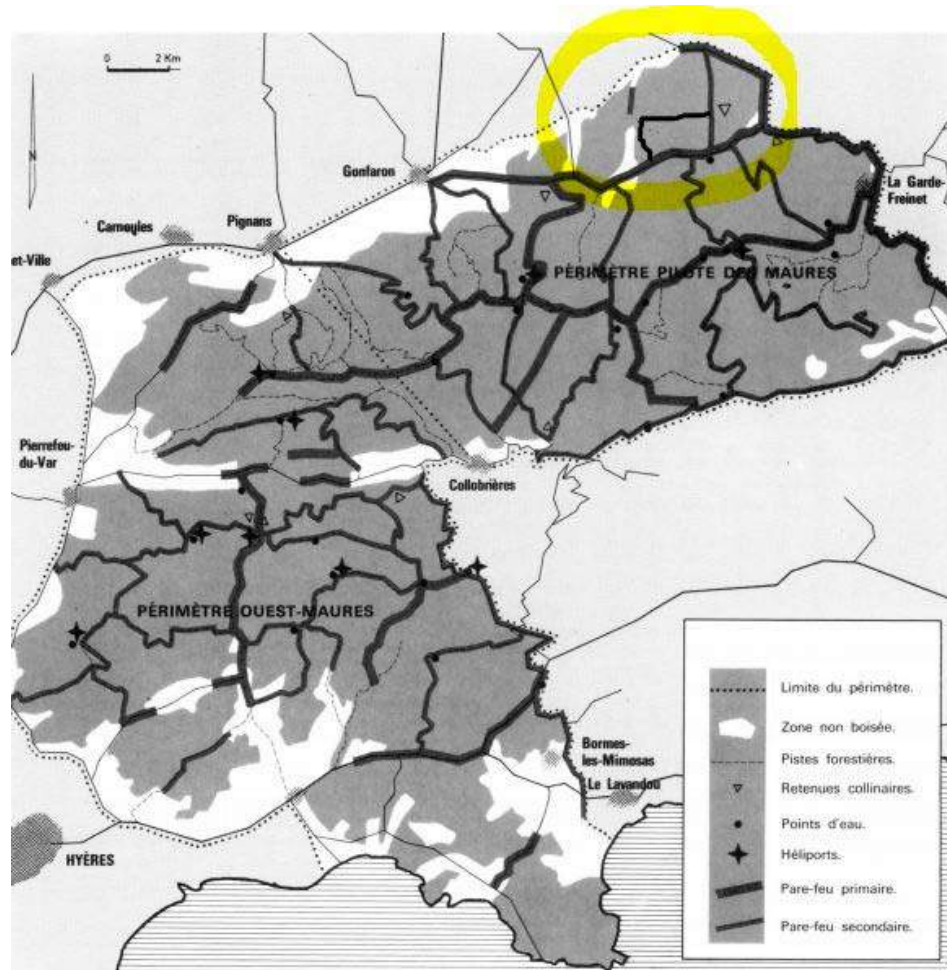 0 2 Km
N
Gonfaron
La Garde-
Freinet
Carnoules
Pignans
et-Ville
PÉRIMÈTRE PILOTE DES MAURES
Pierrefeu-
du-Var
Collobrières
PÉRIMÈTRE OUEST-MAURES
Limite du périmètre.
Zone non boisée.
Pistes forestières.
Retenues collinaires.
Points d'eau.
Héliports.
Pare-feu primaire.
Pare-feu secondaire.
Bormes-
les-Mimosas
Le Lavandou
HYÈRES